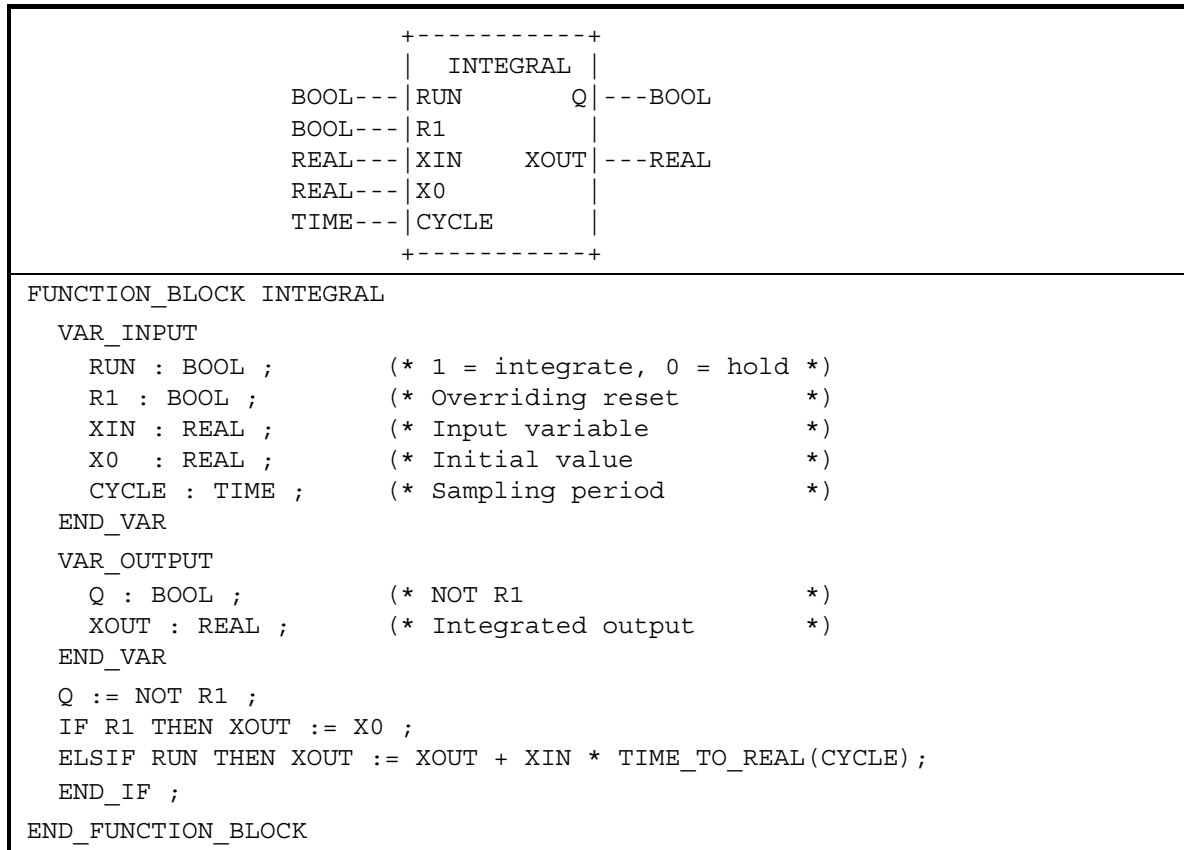 +-----------+
| INTEGRAL |
BOOL---|RUN Q|---BOOL
BOOL---|R1 |
REAL---|XIN XOUT|---REAL
REAL---|X0 |
TIME---|CYCLE |
+-----------+
FUNCTION_BLOCK INTEGRAL
VAR_INPUT
RUN : BOOL ; (* 1 = integrate, 0 = hold *)
R1 : BOOL ; (* Overriding reset *)
XIN : REAL ; (* Input variable *)
X0 : REAL ; (* Initial value *)
CYCLE : TIME ; (* Sampling period *)
END_VAR
VAR_OUTPUT
Q : BOOL ; (* NOT R1 *)
XOUT : REAL ; (* Integrated output *)
END_VAR
Q := NOT R1 ;
IF R1 THEN XOUT := X0 ;
ELSIF RUN THEN XOUT := XOUT + XIN * TIME_TO_REAL(CYCLE);
END_IF ;
END_FUNCTION_BLOCK